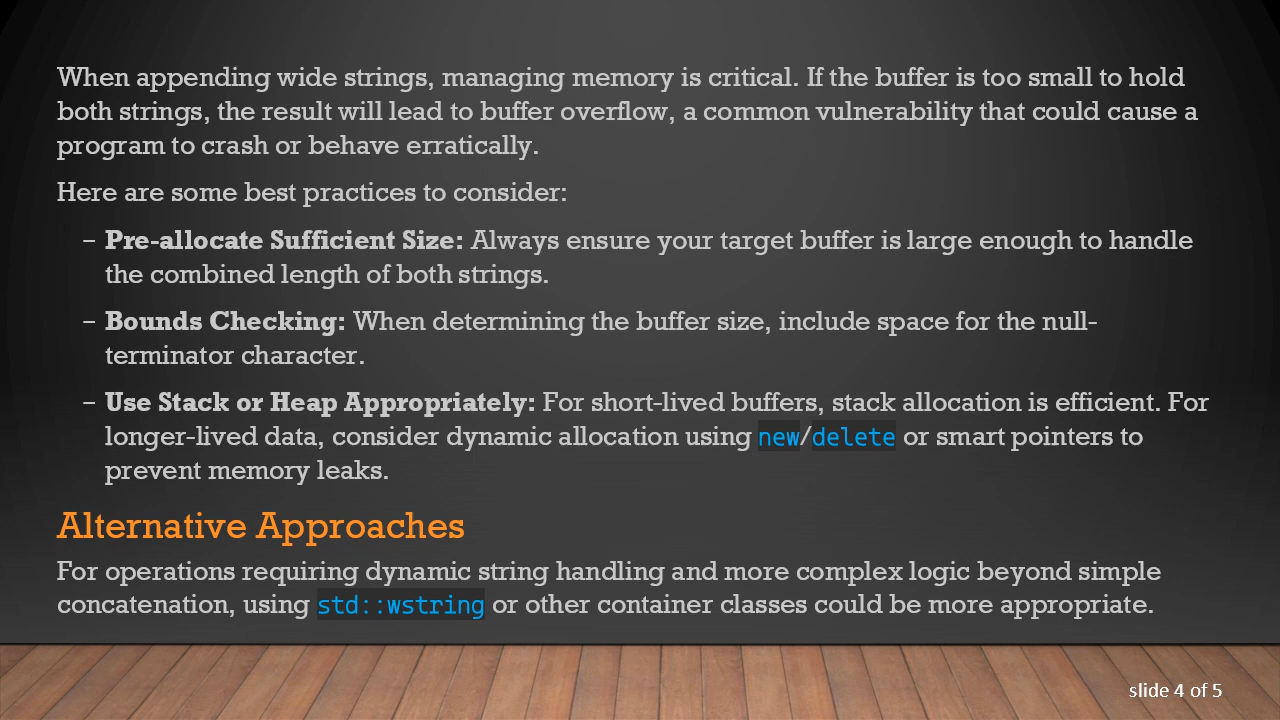 When appending wide strings, managing memory is critical. If the buffer is too small to hold
both strings, the result will lead to buffer overflow, a common vulnerability that could cause a
program to crash or behave erratically.
Here are some best practices to consider:
– Pre-allocate Sufficient Size: Always ensure your target buffer is large enough to handle
the combined length of both strings.
– Bounds Checking: When determining the buffer size, include space for the null-
terminator character.
– Use Stack or Heap Appropriately: For short-lived buffers, stack allocation is efficient. For
longer-lived data, consider dynamic allocation using new/delete or smart pointers to
prevent memory leaks.
Alternative Approaches
For operations requiring dynamic string handling and more complex logic beyond simple
concatenation, using std::wstring or other container classes could be more appropriate.
slide 4 of 5